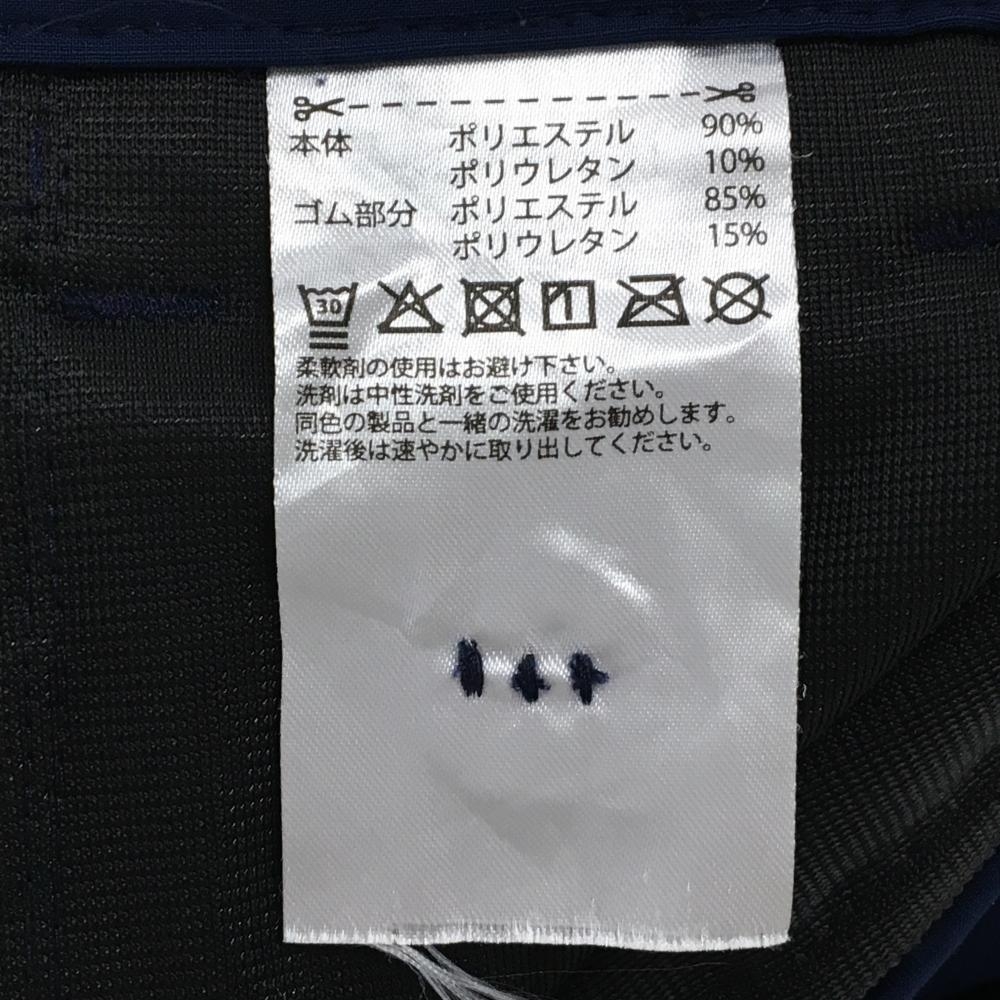 本体 ポリエステル 90%
ポリウレタン 10%
ゴム部分 ポリエステル 85%
ポリウレタン 15%
30
柔軟剤の使用はお避け下さい。
洗剤は中性洗剤をご使用ください。
同色の製品と一緒の洗濯をお勧めします。
洗濯後は速やかに取り出してください。